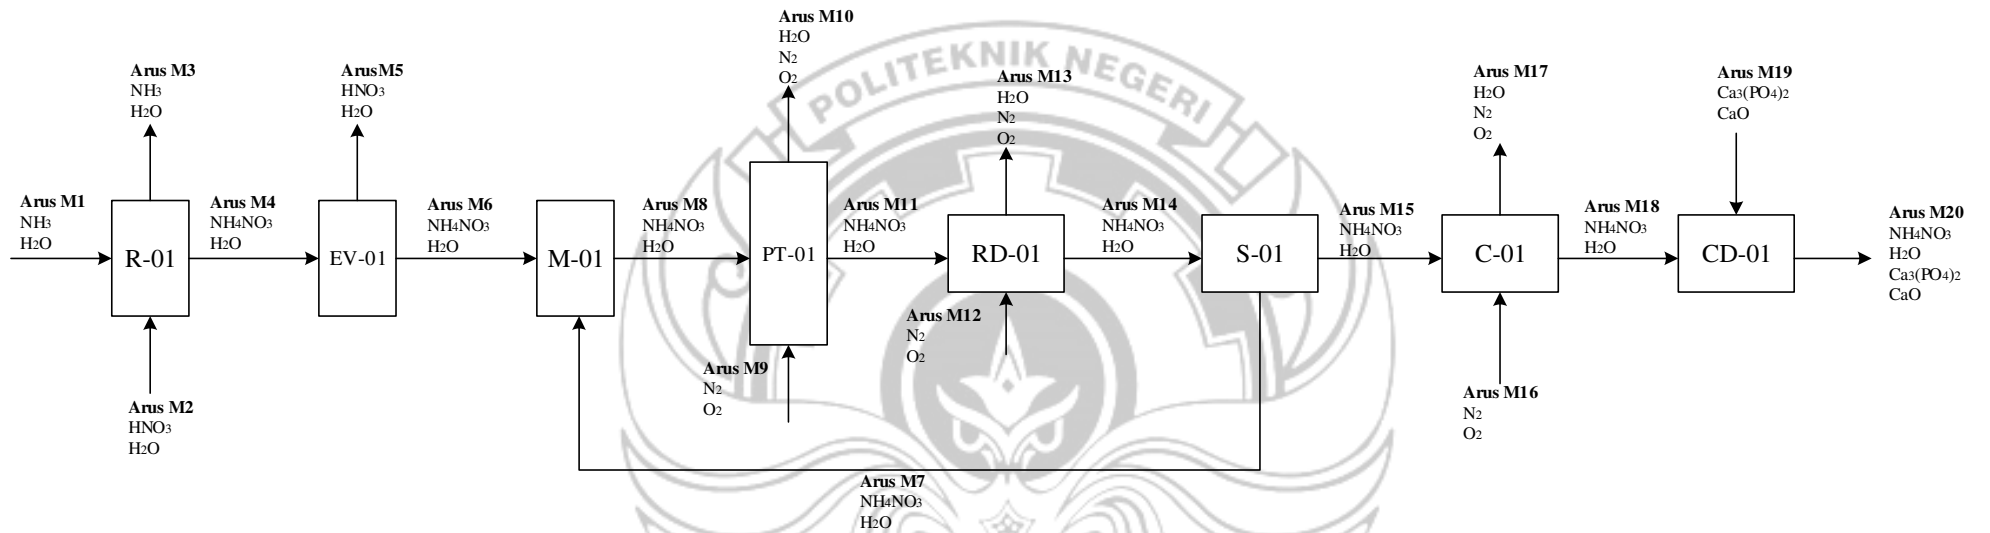 Arus M10
H2O
N2
O2
POLITEKNIK NEGERI
Arus M3
NH3
H2O
ArusM5
HNO3
H2O
Arus M13
H2O
N2
O2
Arus M17
H2O
N2
O2
Arus M19
Ca3(PO4)2
CaO
Arus M1
NH3
H2O
R-01
Arus M4
NH4NO3
H2O
EV-01
Arus M6
NH4NO3
H2O
M-01
Arus M8
NH4NO3
H2O
PT-01
Arus M11
NH4NO3
H2O
RD-01
Arus M14
NH4NO3
H2O
S-01
Arus M15
NH4NO3
H2O
C-01
Arus M18
NH4NO3
H2O
CD-01
Arus M20
NH4NO3
H2O
Ca3(PO4)2
CaO
Arus M2
HNO3
H2O
Arus M9
N2
O2
Arus M12
N2
O2
Arus M16
N2
O2
Arus M7
NH4NO3
H2O